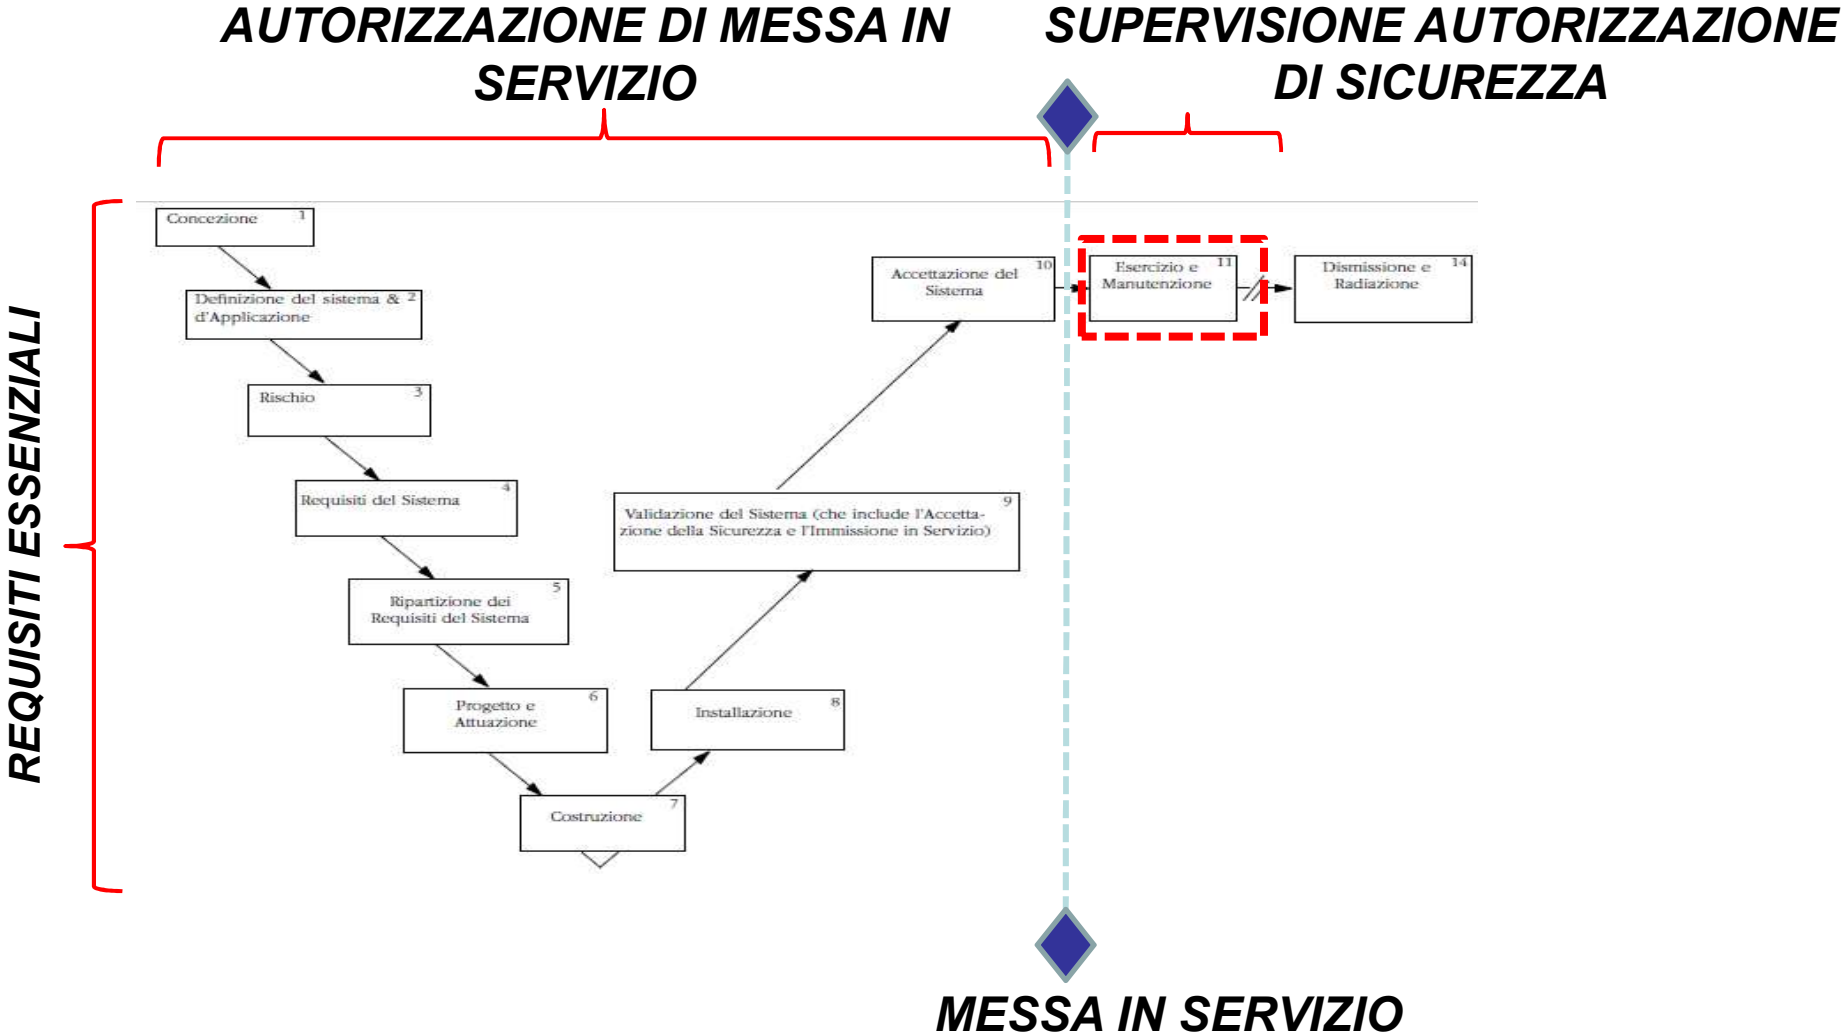 AUTORIZZAZIONE DI MESSA IN
SERVIZIO
SUPERVISIONE AUTORIZZAZIONE
DI SICUREZZA
REQUISITI ESSENZIALI
Concezione 1
Definizione del sistema & 2
d'Applicazione
Rischio 3
Requisiti del Sistema 4
Ripartizione dei 5
Requisiti del Sistema
Progetto e 6
Attuazione
Costruzione 7
Installazione 8
Validazione del Sistema (che include l'Accetta- 9
zione della Sicurezza e l'Immissione in Servizio)
Accettazione del 10
Sistema
Esercizio e 11
Manutenzione
Dismissione e 14
Radiazione
MESSA IN SERVIZIO